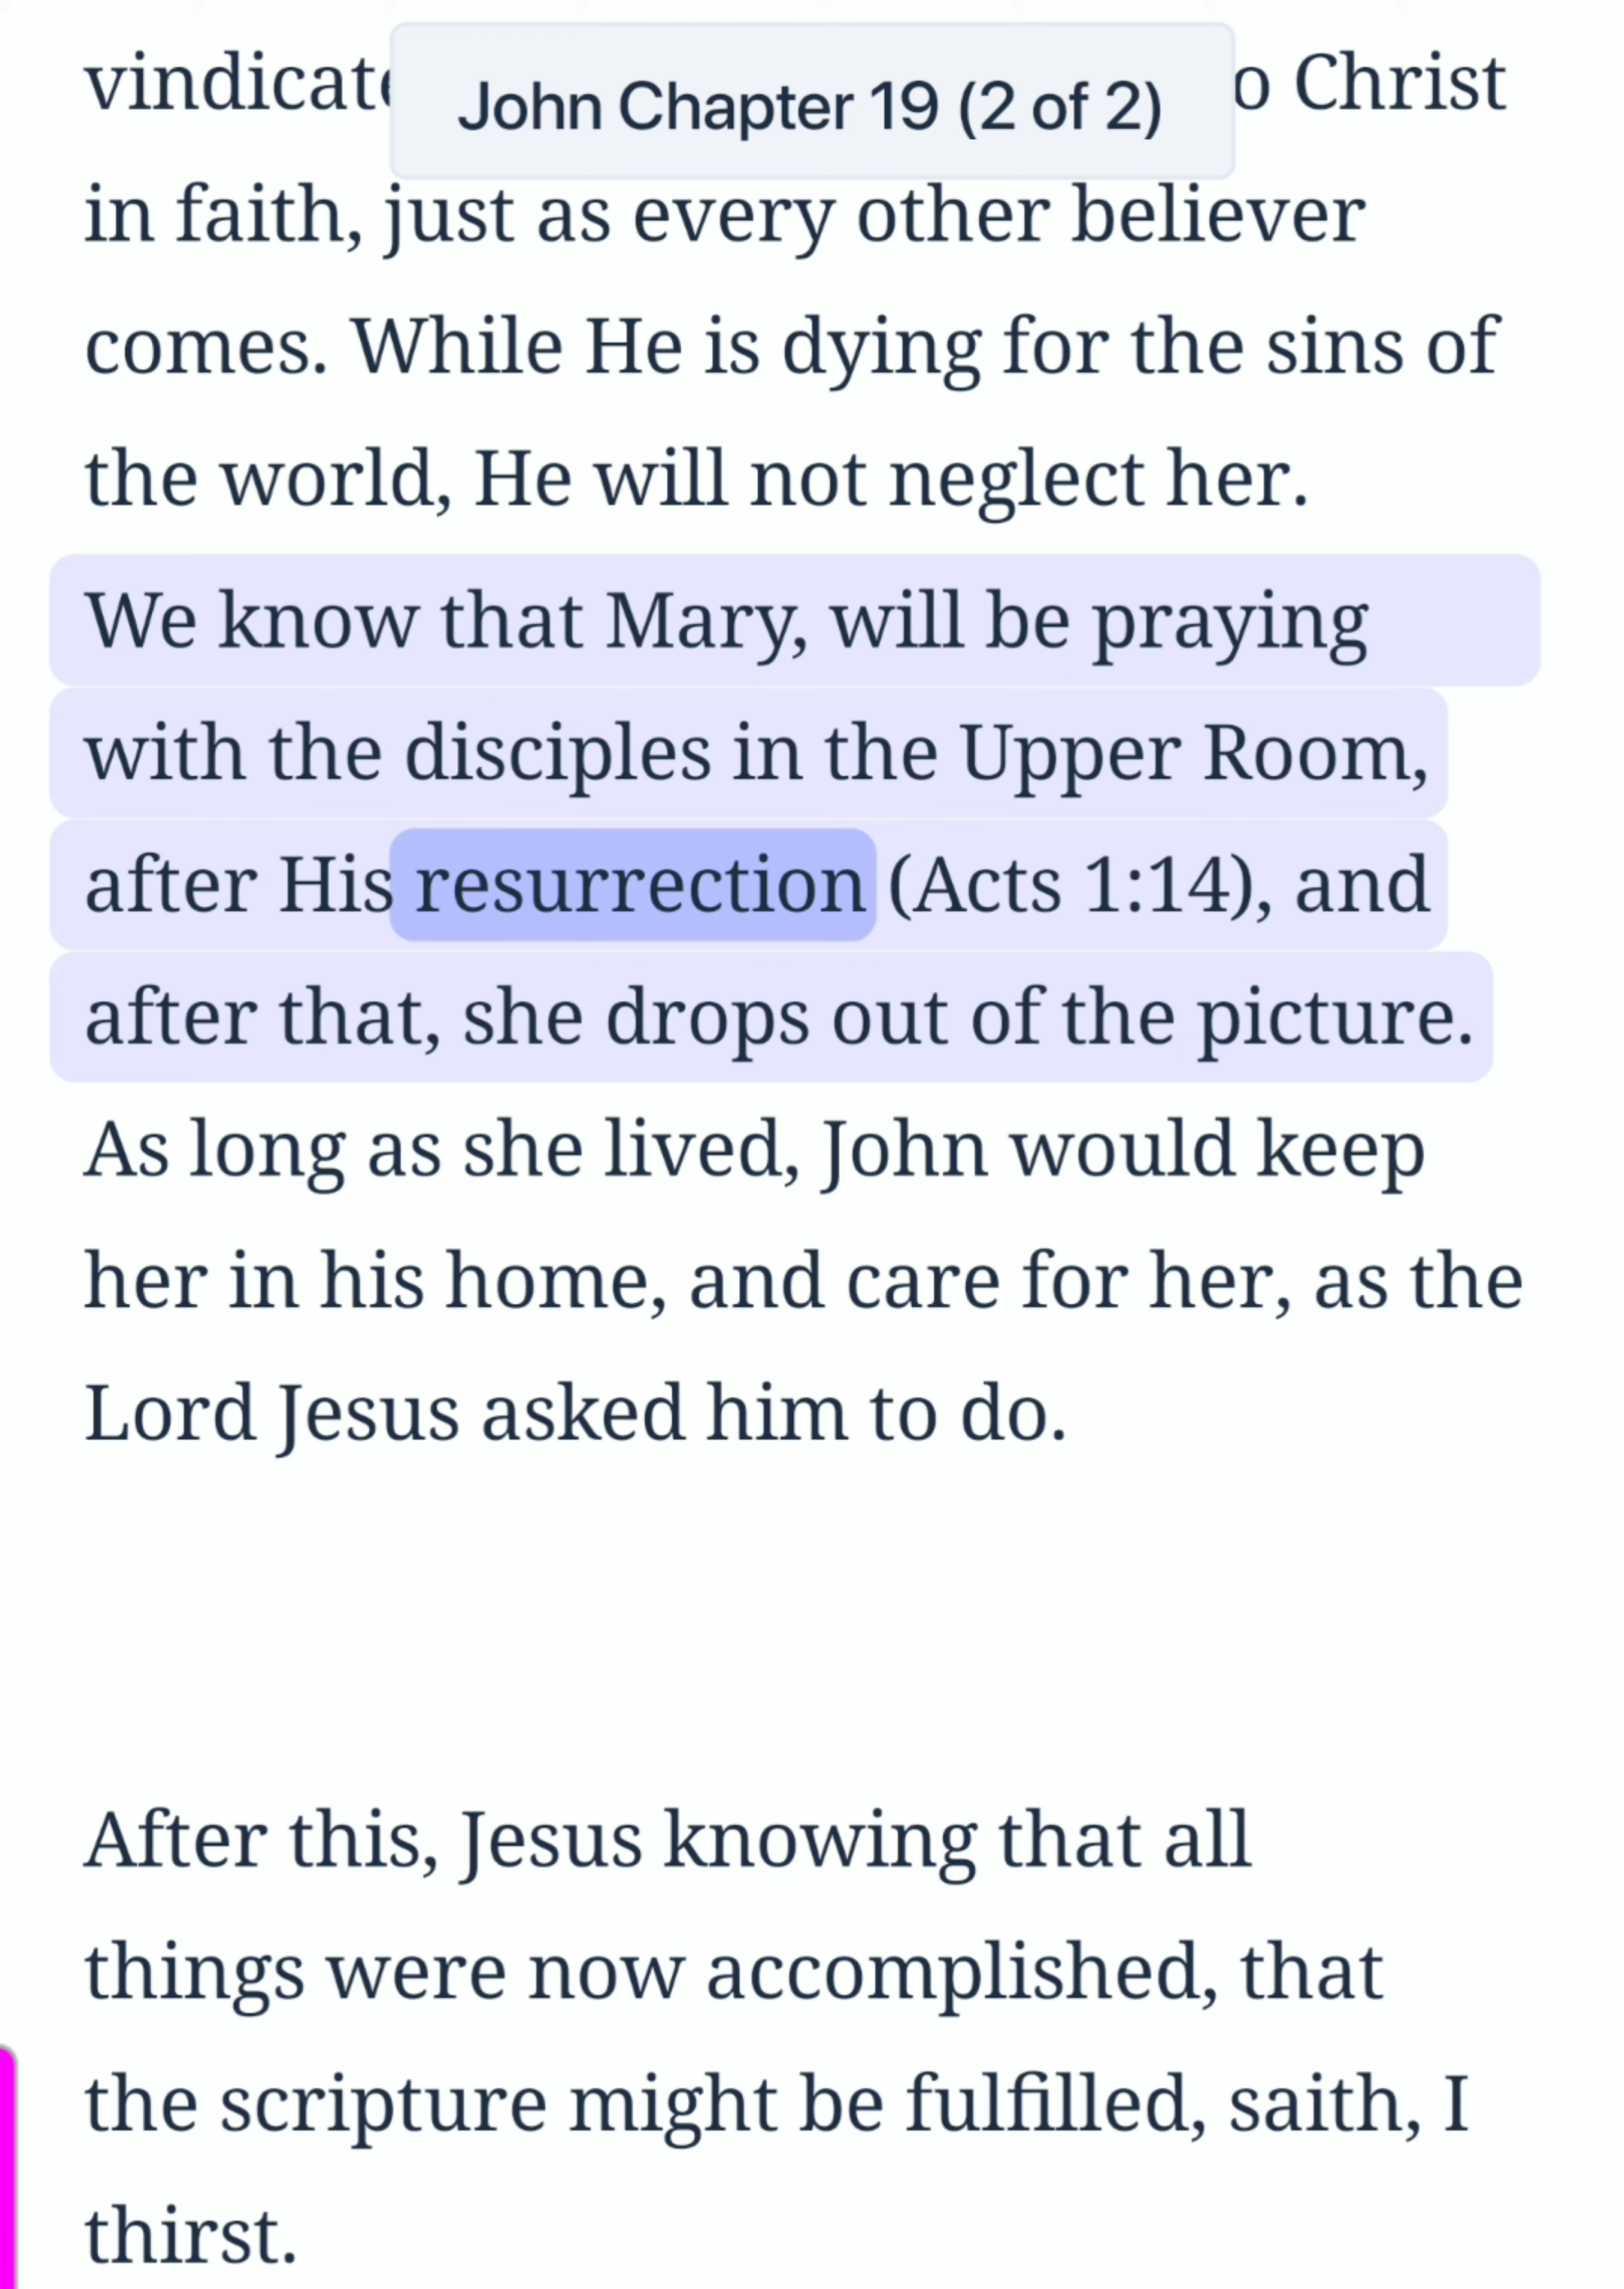 John Chapter 19 (2 of 2)
Christ
in faith, just as every other believer
comes. While He is dying for the sins of
the world, He will not neglect her.
We know that Mary, will be praying
with the disciples in the Upper Room,
after His resurrection (Acts 1:14), and
after that, she drops out of the picture.
As long as she lived, John would keep
her in his home, and care for her, as the
Lord Jesus asked him to do.
After this, Jesus knowing that all
things were now accomplished, that
the scripture might be fulfilled, saith, I
thirst.